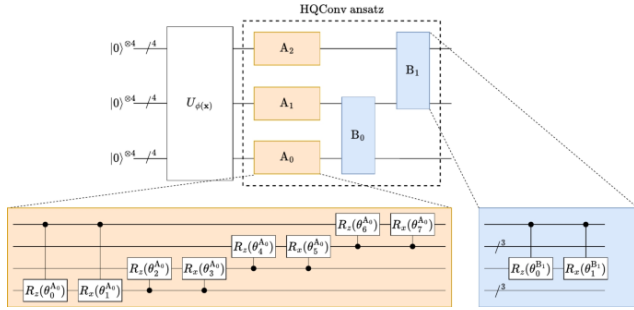 HQConv ansatz
|0⟩^{⊗4} /4 A_2 B_1
|0⟩^{⊗4} /4 U_{ϕ(x)} A_1
B_0
|0⟩^{⊗4} /4 A_0
R_z(θ_6^{A_0}) R_x(θ_7^{A_0})
R_z(θ_4^{A_0}) R_x(θ_5^{A_0})
R_z(θ_2^{A_0}) R_x(θ_3^{A_0})
R_z(θ_0^{A_0}) R_x(θ_1^{A_0})
/3
R_z(θ_0^{B_1}) R_x(θ_1^{B_1})
/3